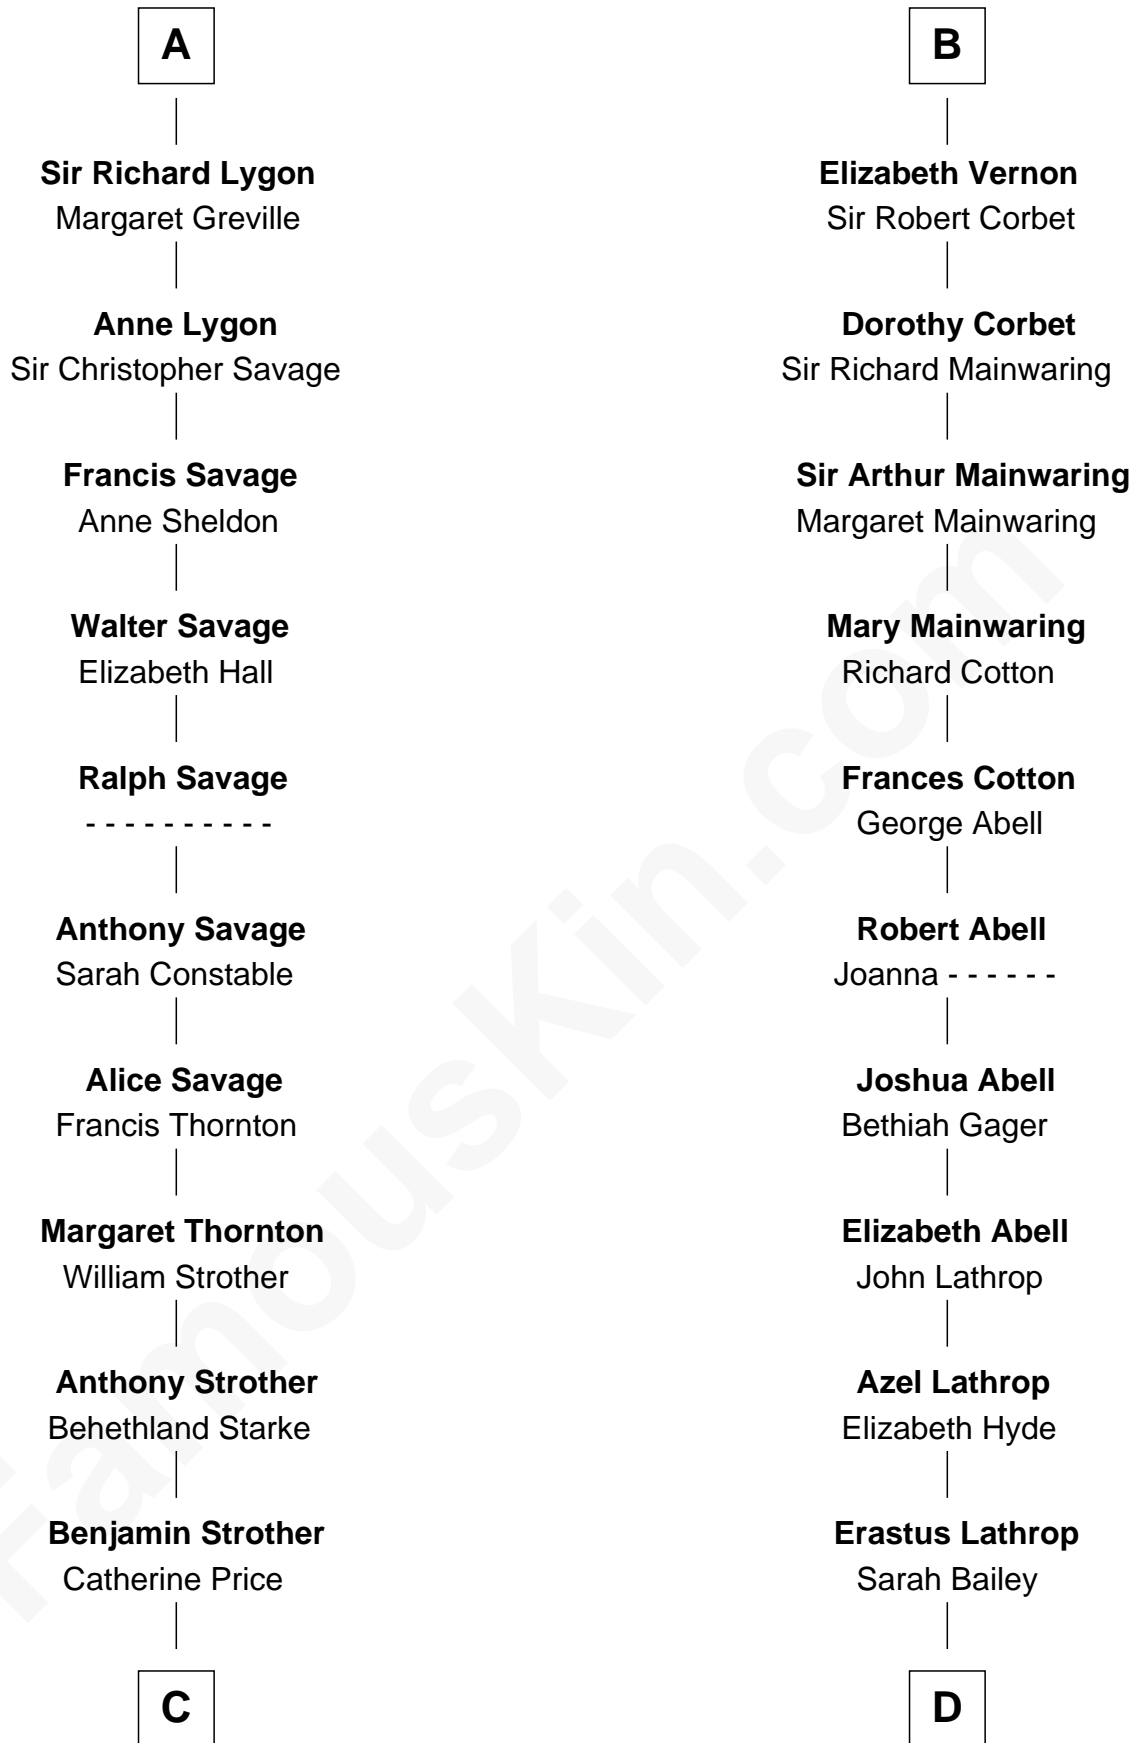 A
Sir Richard Lygon
Margaret Greville
Anne Lygon
Sir Christopher Savage
Francis Savage
Anne Sheldon
Walter Savage
Elizabeth Hall
Ralph Savage
- - - - - - - - - -
Anthony Savage
Sarah Constable
Alice Savage
Francis Thornton
Margaret Thornton
William Strother
Anthony Strother
Behethland Starke
Benjamin Strother
Catherine Price
C
B
Elizabeth Vernon
Sir Robert Corbet
Dorothy Corbet
Sir Richard Mainwaring
Sir Arthur Mainwaring
Margaret Mainwaring
Mary Mainwaring
Richard Cotton
Frances Cotton
George Abell
Robert Abell
Joanna - - - - - -
Joshua Abell
Bethiah Gager
Elizabeth Abell
John Lathrop
Azel Lathrop
Elizabeth Hyde
Erastus Lathrop
Sarah Bailey
D
FamousKin.com